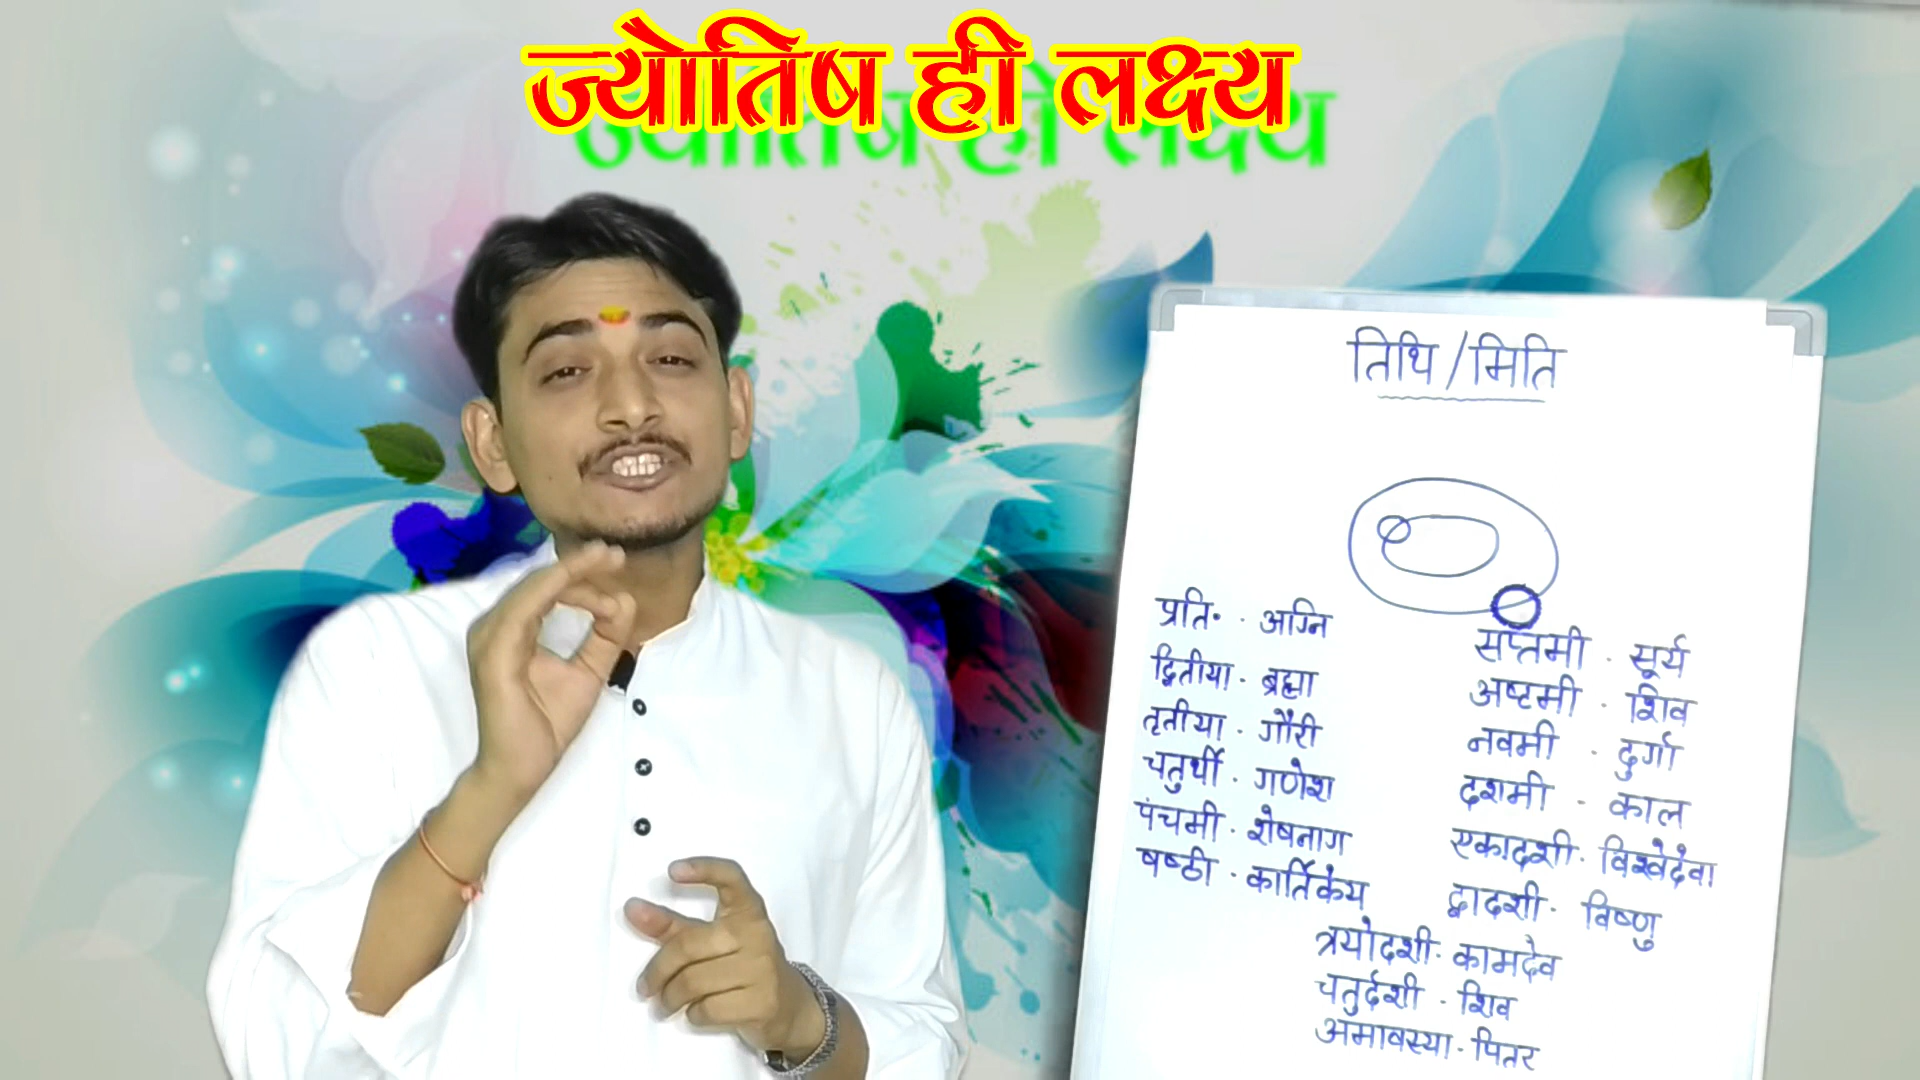 ज्योतिष ही लक्ष्य
तिथि / मिति
प्रति॰ · अग्नि
द्वितीया · ब्रह्मा
तृतीया · गौरी
चतुर्थी · गणेश
पंचमी · शेषनाग
षष्ठी · कार्तिकेय
सप्तमी · सूर्य
अष्टमी · शिव
नवमी · दुर्गा
दशमी - काल
एकादशी · विश्वेदेवा
द्वादशी · विष्णु
त्रयोदशी · कामदेव
चतुर्दशी · शिव
अमावस्या · पितर